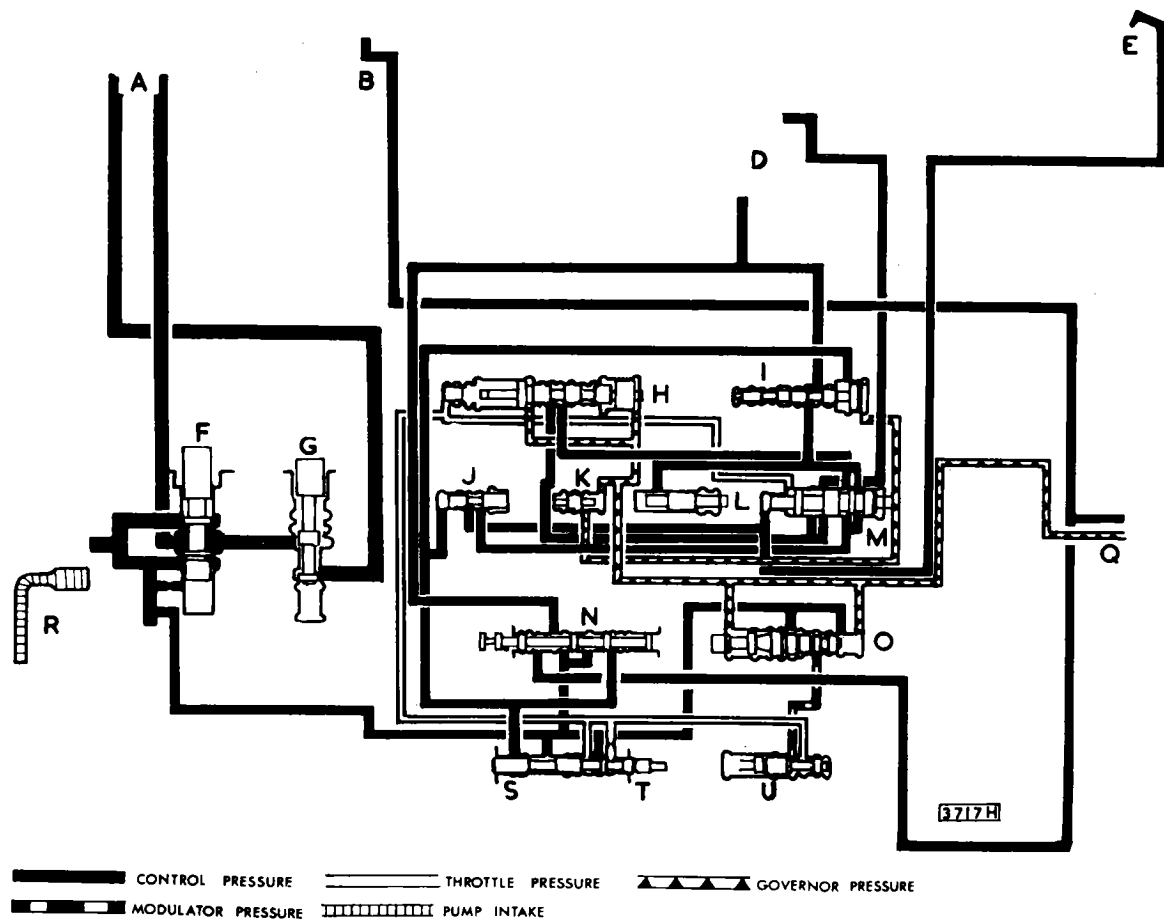 A
B
E
D
F
G
H
I
J
K
L
M
Q
R
N
O
S
T
U
3717H
CONTROL PRESSURE
THROTTLE PRESSURE
GOVERNOR PRESSURE
MODULATOR PRESSURE
PUMP INTAKE